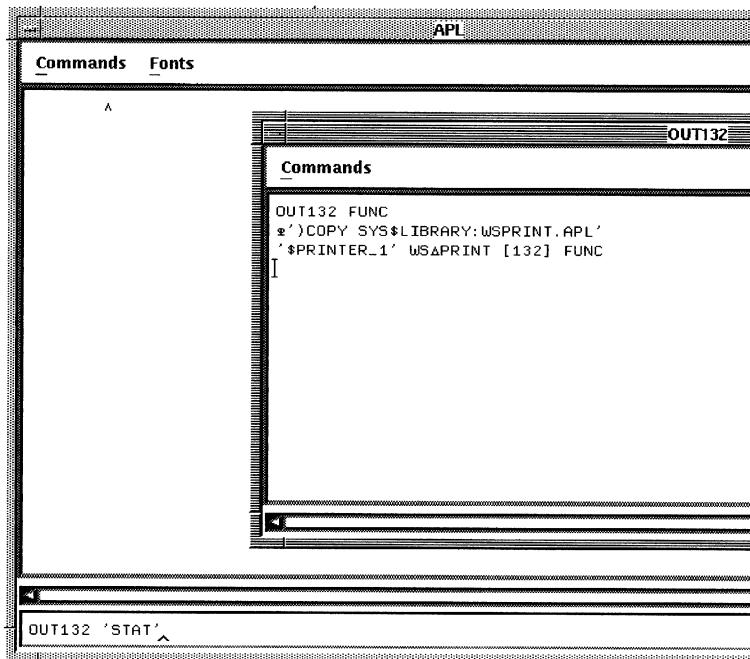 APL
Commands Fonts
OUT132
Commands
OUT132 FUNC
⍎')COPY SYS$LIBRARY:WSPRINT.APL'
'$PRINTER_1' WS∆PRINT [132] FUNC
OUT132 'STAT'